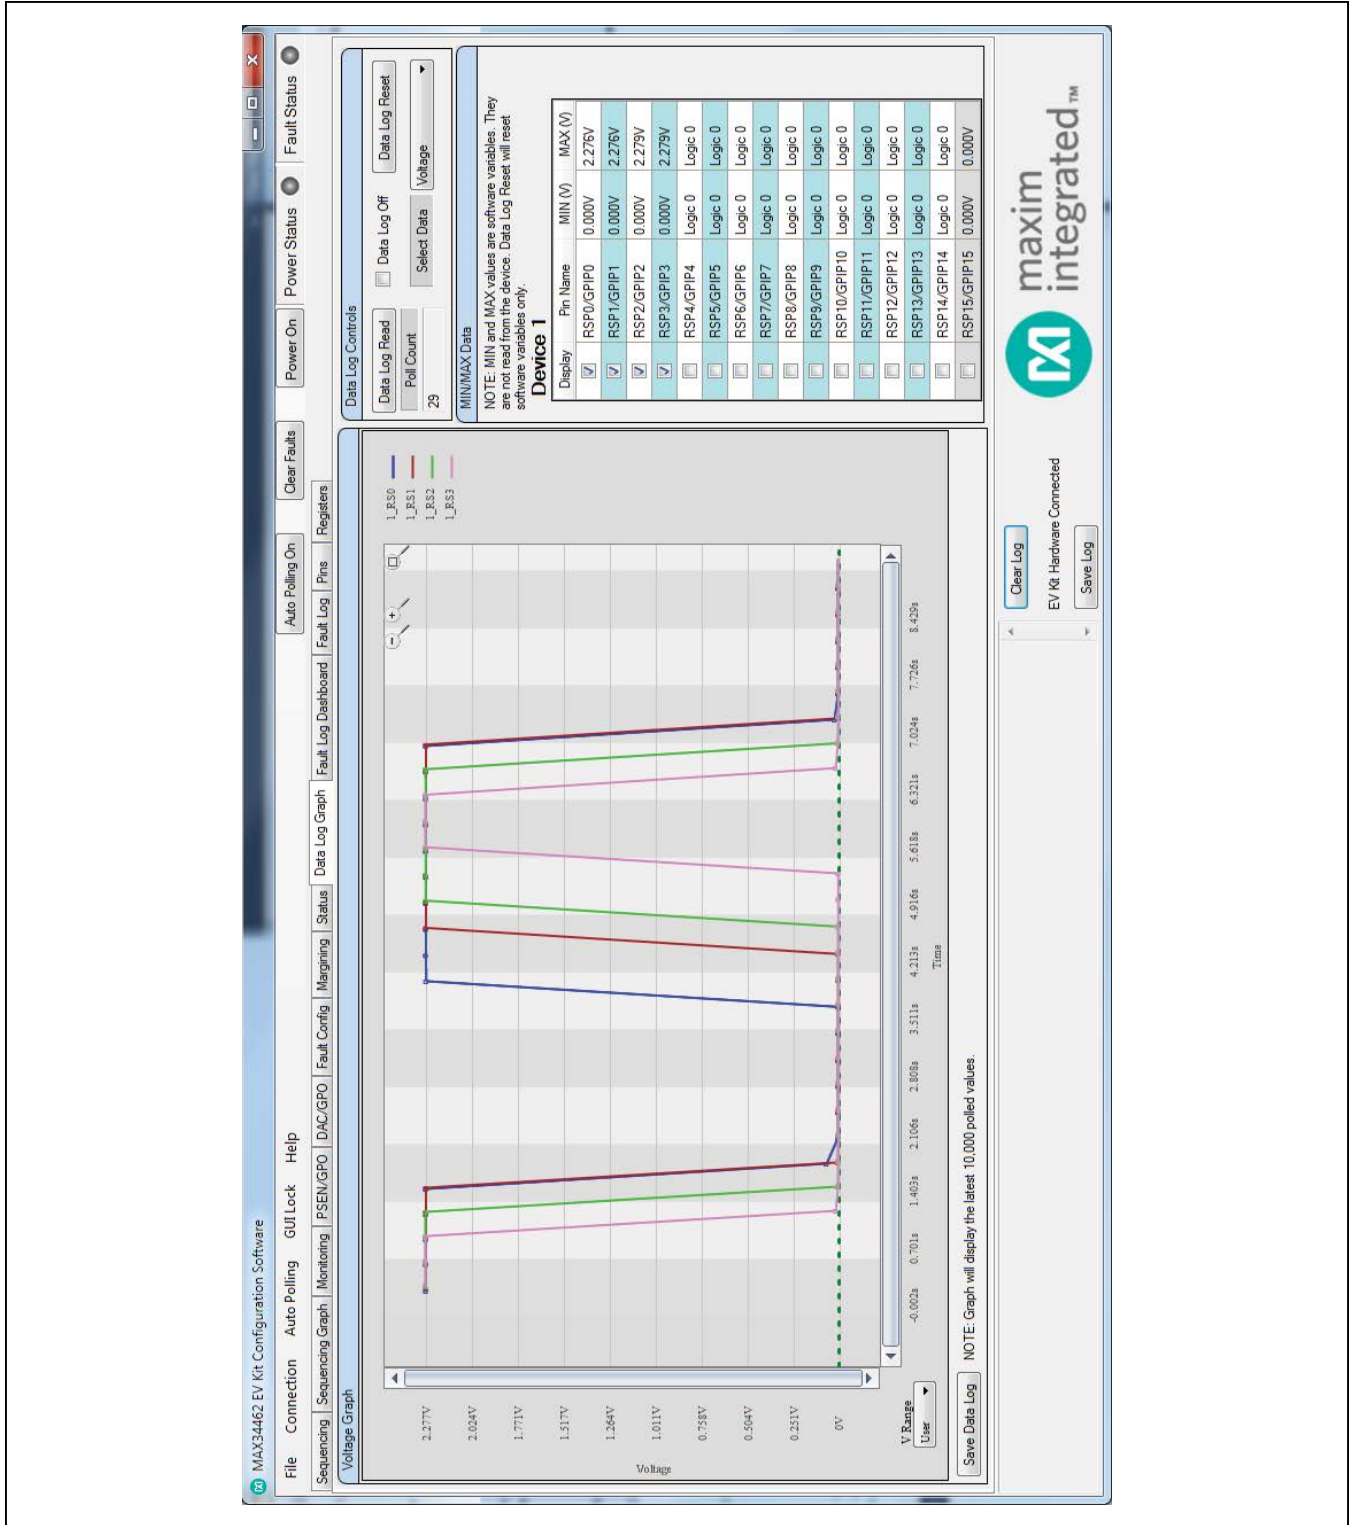 MAX34462 EV Kit Configuration Software
File Connection Auto Polling GUI Lock Help
Auto Polling On Clear Faults Power On Power Status Fault Status
Sequencing Sequencing Graph Monitoring PSEN/GPO DAC/GPO Fault Config Margining Status Data Log Graph Fault Log Dashboard Fault Log Pins Registers
Voltage Graph
2.277V
2.024V
1.771V
1.517V
1.264V
1.011V
0.758V
0.504V
0.251V
0V
Voltage
1_RS0
1_RS1
1_RS2
1_RS3
-0.002s 0.701s 1.403s 2.106s 2.808s 3.511s 4.213s 4.916s 5.618s 6.321s 7.024s 7.726s 8.429s
Time
V Range
User
Save Data Log NOTE: Graph will display the latest 10,000 polled values.
Data Log Controls
Data Log Read Data Log Off Data Log Reset
Poll Count Select Data Voltage
29
MIN/MAX Data
NOTE: MIN and MAX values are software variables. They
are not read from the device. Data Log Reset will reset
software variables only.
Device 1
Display Pin Name MIN (V) MAX (V)
RSP0/GPIP0 0.000V 2.276V
RSP1/GPIP1 0.000V 2.276V
RSP2/GPIP2 0.000V 2.279V
RSP3/GPIP3 0.000V 2.279V
RSP4/GPIP4 Logic 0 Logic 0
RSP5/GPIP5 Logic 0 Logic 0
RSP6/GPIP6 Logic 0 Logic 0
RSP7/GPIP7 Logic 0 Logic 0
RSP8/GPIP8 Logic 0 Logic 0
RSP9/GPIP9 Logic 0 Logic 0
RSP10/GPIP10 Logic 0 Logic 0
RSP11/GPIP11 Logic 0 Logic 0
RSP12/GPIP12 Logic 0 Logic 0
RSP13/GPIP13 Logic 0 Logic 0
RSP14/GPIP14 Logic 0 Logic 0
RSP15/GPIP15 0.000V 0.000V
Clear Log
EV Kit Hardware Connected
Save Log
maxim
integrated™